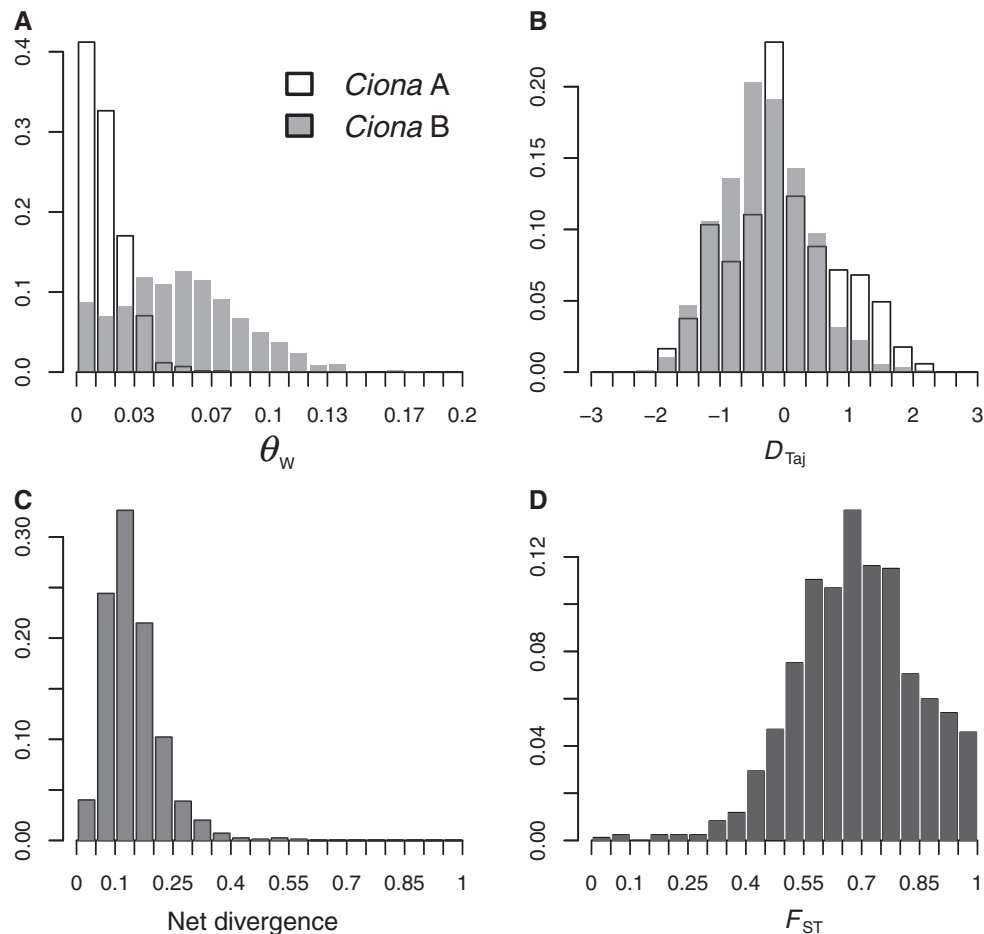 A
0.4
0.3
0.2
0.1
0.0
Ciona A
Ciona B
0 0.03 0.07 0.1 0.13 0.17 0.2
θW
B
0.20
0.15
0.10
0.05
0.00
−3 −2 −1 0 1 2 3
DTaj
C
0.30
0.20
0.10
0.00
0 0.1 0.25 0.4 0.55 0.7 0.85 1
Net divergence
D
0.12
0.08
0.04
0.00
0 0.1 0.25 0.4 0.55 0.7 0.85 1
FST